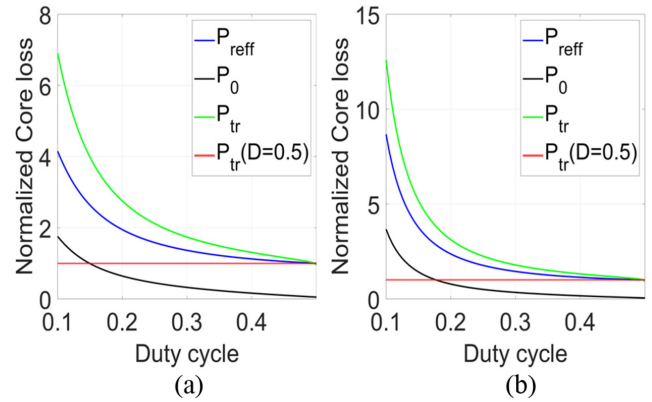 8
6
4
2
0
Normalized Core loss
P_reff
P_0
P_tr
P_tr(D=0.5)
0.1 0.2 0.3 0.4
Duty cycle
(a)
15
10
5
0
Normalized Core loss
P_reff
P_0
P_tr
P_tr(D=0.5)
0.1 0.2 0.3 0.4
Duty cycle
(b)